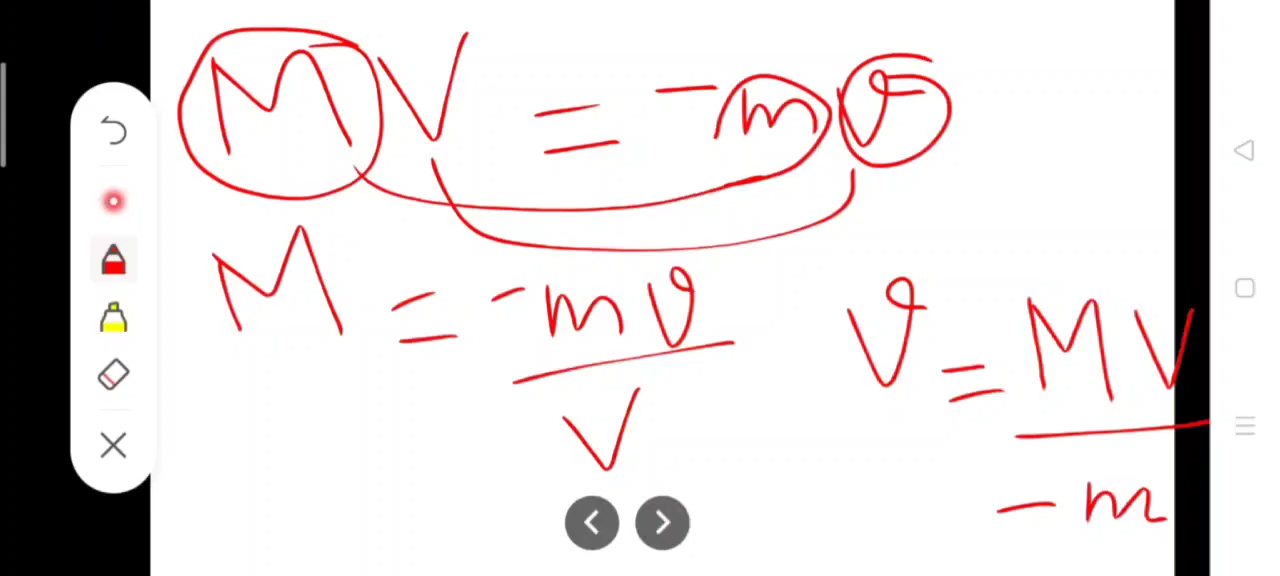 MV = -mv
M = -mv/V
v = MV/-m